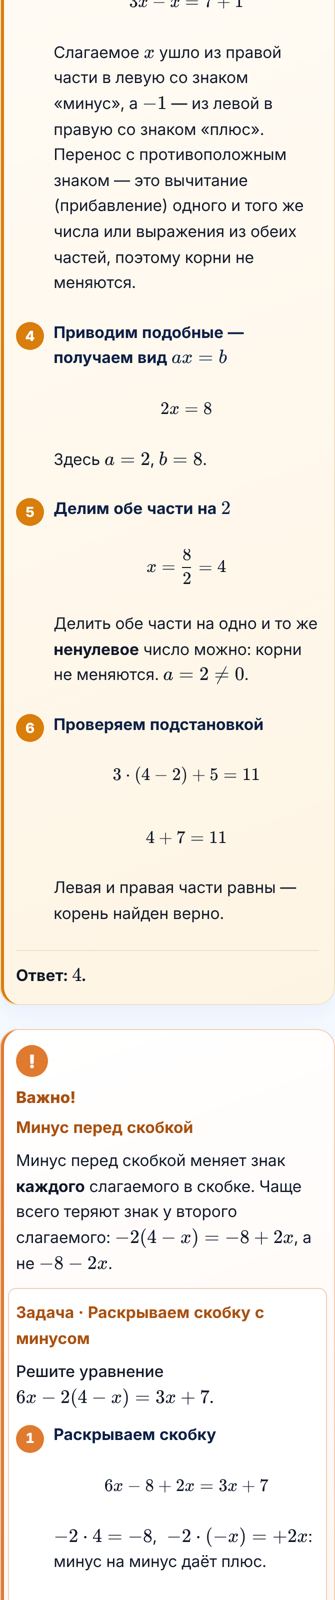 3x − x = 7 + 1
Слагаемое x ушло из правой
части в левую со знаком
«минус», а −1 — из левой в
правую со знаком «плюс».
Перенос с противоположным
знаком — это вычитание
(прибавление) одного и того же
числа или выражения из обеих
частей, поэтому корни не
меняются.
4 Приводим подобные —
получаем вид ax = b
2x = 8
Здесь a = 2, b = 8.
5 Делим обе части на 2
x = 8/2 = 4
Делить обе части на одно и то же
ненулевое число можно: корни
не меняются. a = 2 ≠ 0.
6 Проверяем подстановкой
3 · (4 − 2) + 5 = 11
4 + 7 = 11
Левая и правая части равны —
корень найден верно.
Ответ: 4.
!
Важно!
Минус перед скобкой
Минус перед скобкой меняет знак
каждого слагаемого в скобке. Чаще
всего теряют знак у второго
слагаемого: −2(4 − x) = −8 + 2x, а
не −8 − 2x.
Задача · Раскрываем скобку с
минусом
Решите уравнение
6x − 2(4 − x) = 3x + 7.
1 Раскрываем скобку
6x − 8 + 2x = 3x + 7
−2 · 4 = −8, −2 · (−x) = +2x:
минус на минус даёт плюс.